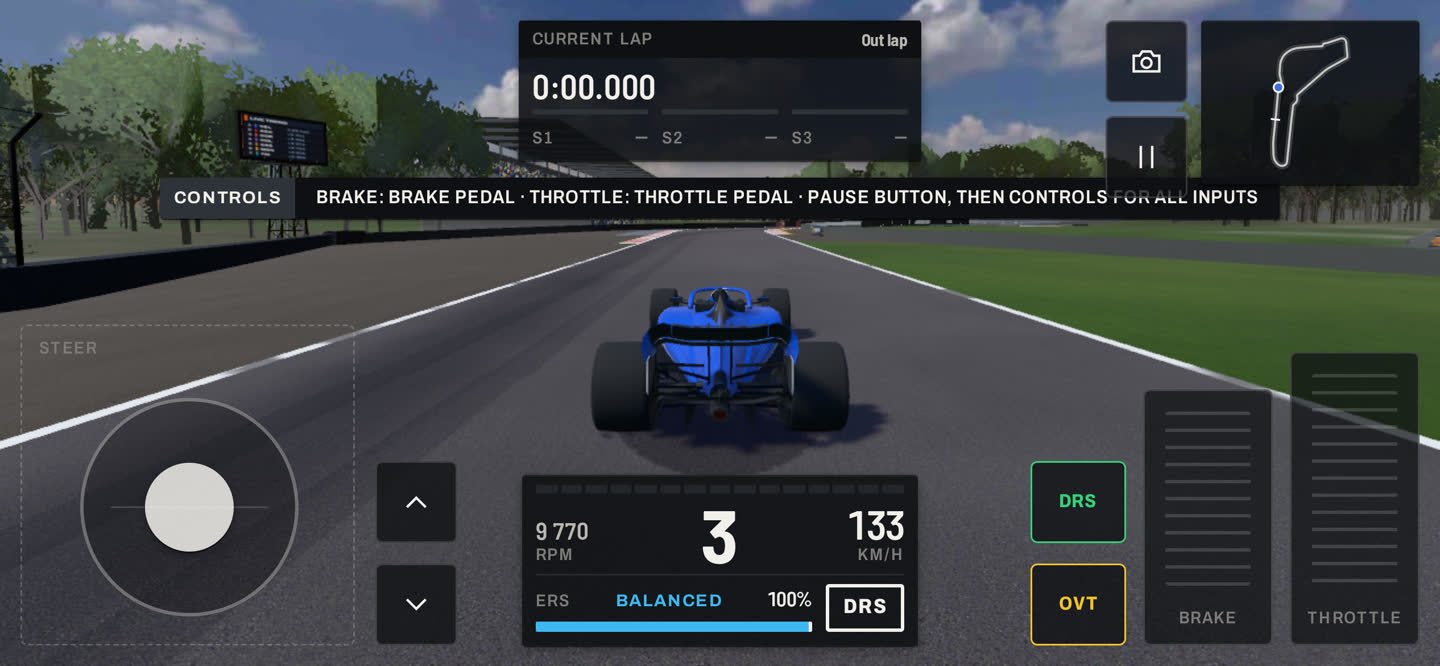 CURRENT LAP Out lap
0:00.000
S1 – S2 – S3 –
CONTROLS BRAKE: BRAKE PEDAL · THROTTLE: THROTTLE PEDAL · PAUSE BUTTON, THEN CONTROLS FOR ALL INPUTS
STEER
DRS
9 770 3 133
RPM KM/H
ERS BALANCED 100% DRS
OVT
BRAKE THROTTLE